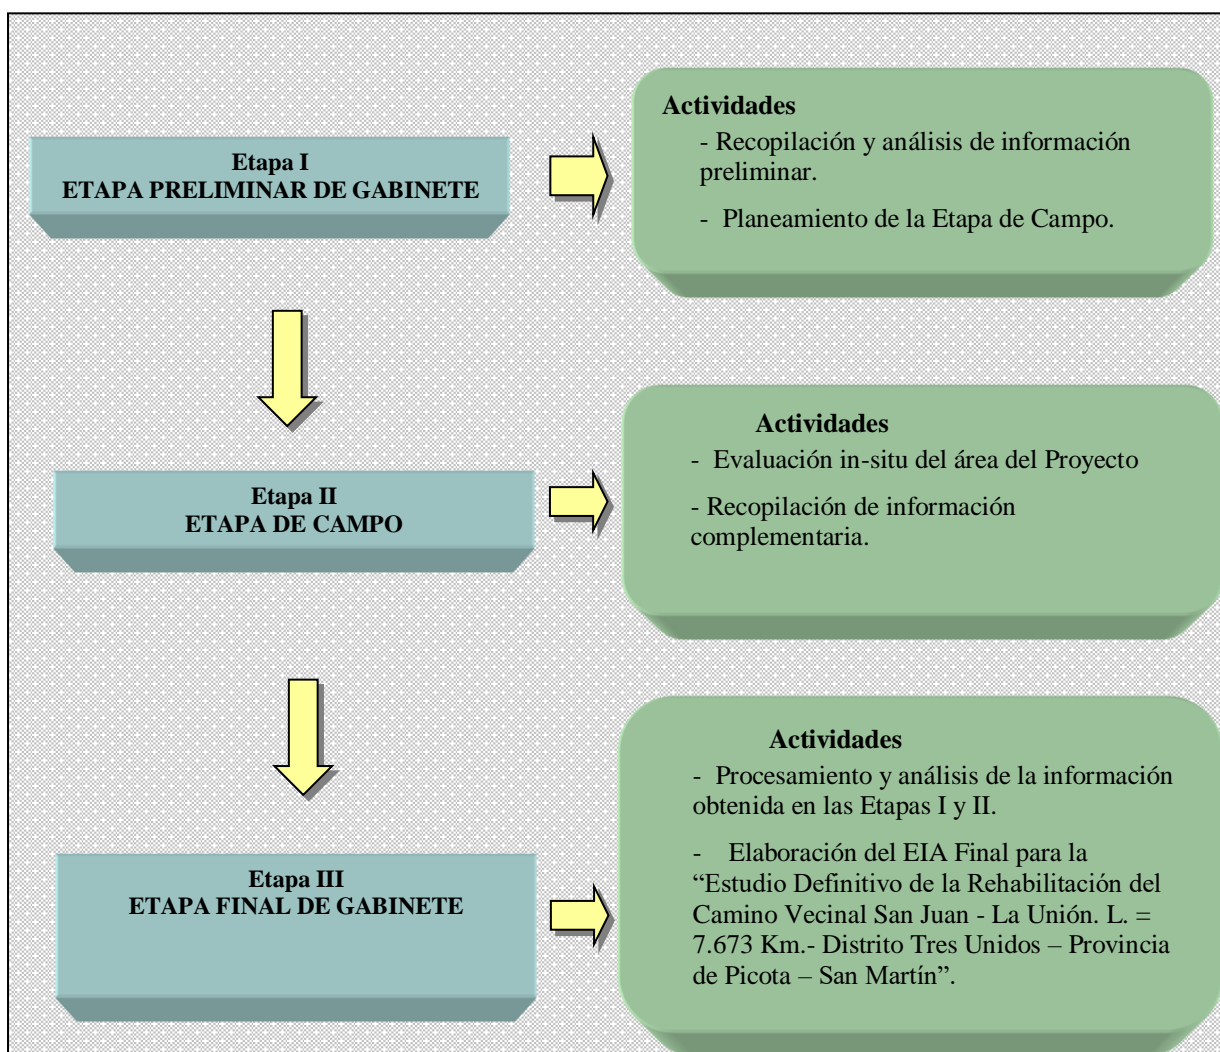 Etapa I
ETAPA PRELIMINAR DE GABINETE
Actividades
- Recopilación y análisis de información
preliminar.
- Planeamiento de la Etapa de Campo.
Etapa II
ETAPA DE CAMPO
Actividades
- Evaluación in-situ del área del Proyecto
- Recopilación de información
complementaria.
Etapa III
ETAPA FINAL DE GABINETE
Actividades
- Procesamiento y análisis de la información
obtenida en las Etapas I y II.
- Elaboración del EIA Final para la
“Estudio Definitivo de la Rehabilitación del
Camino Vecinal San Juan - La Unión. L. =
7.673 Km.- Distrito Tres Unidos – Provincia
de Picota – San Martín”.